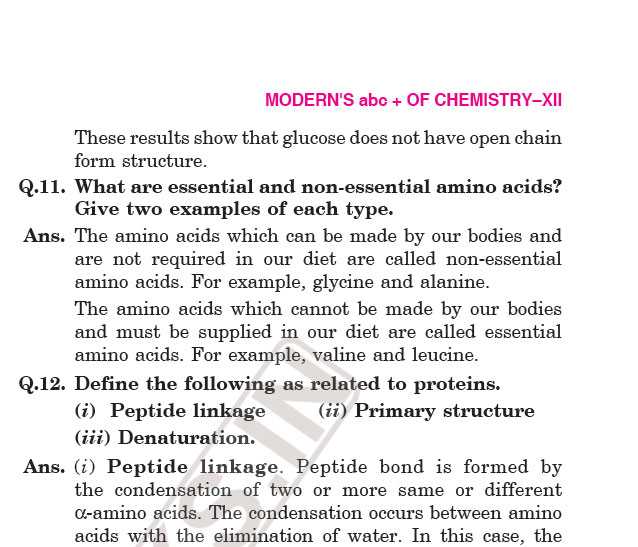 MODERN'S abc + OF CHEMISTRY–XII
These results show that glucose does not have open chain
form structure.
Q.11. What are essential and non-essential amino acids?
Give two examples of each type.
Ans. The amino acids which can be made by our bodies and
are not required in our diet are called non-essential
amino acids. For example, glycine and alanine.
The amino acids which cannot be made by our bodies
and must be supplied in our diet are called essential
amino acids. For example, valine and leucine.
Q.12. Define the following as related to proteins.
(i) Peptide linkage (ii) Primary structure
(iii) Denaturation.
Ans. (i) Peptide linkage. Peptide bond is formed by
the condensation of two or more same or different
α-amino acids. The condensation occurs between amino
acids with the elimination of water. In this case, the